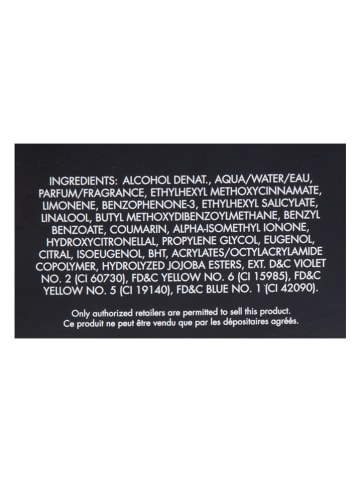 INGREDIENTS: ALCOHOL DENAT., AQUA/WATER/EAU,
PARFUM/FRAGRANCE, ETHYLHEXYL METHOXYCINNAMATE,
LIMONENE, BENZOPHENONE-3, ETHYLHEXYL SALICYLATE,
LINALOOL, BUTYL METHOXYDIBENZOYLMETHANE, BENZYL
BENZOATE, COUMARIN, ALPHA-ISOMETHYL IONONE,
HYDROXYCITRONELLAL, PROPYLENE GLYCOL, EUGENOL,
CITRAL, ISOEUGENOL, BHT, ACRYLATES/OCTYLACRYLAMIDE
COPOLYMER, HYDROLYZED JOJOBA ESTERS, EXT. D&C VIOLET
NO. 2 (CI 60730), FD&C YELLOW NO. 6 (CI 15985), FD&C
YELLOW NO. 5 (CI 19140), FD&C BLUE NO. 1 (CI 42090).
Only authorized retailers are permitted to sell this product.
Ce produit ne peut être vendu que par les dépositaires agréés.